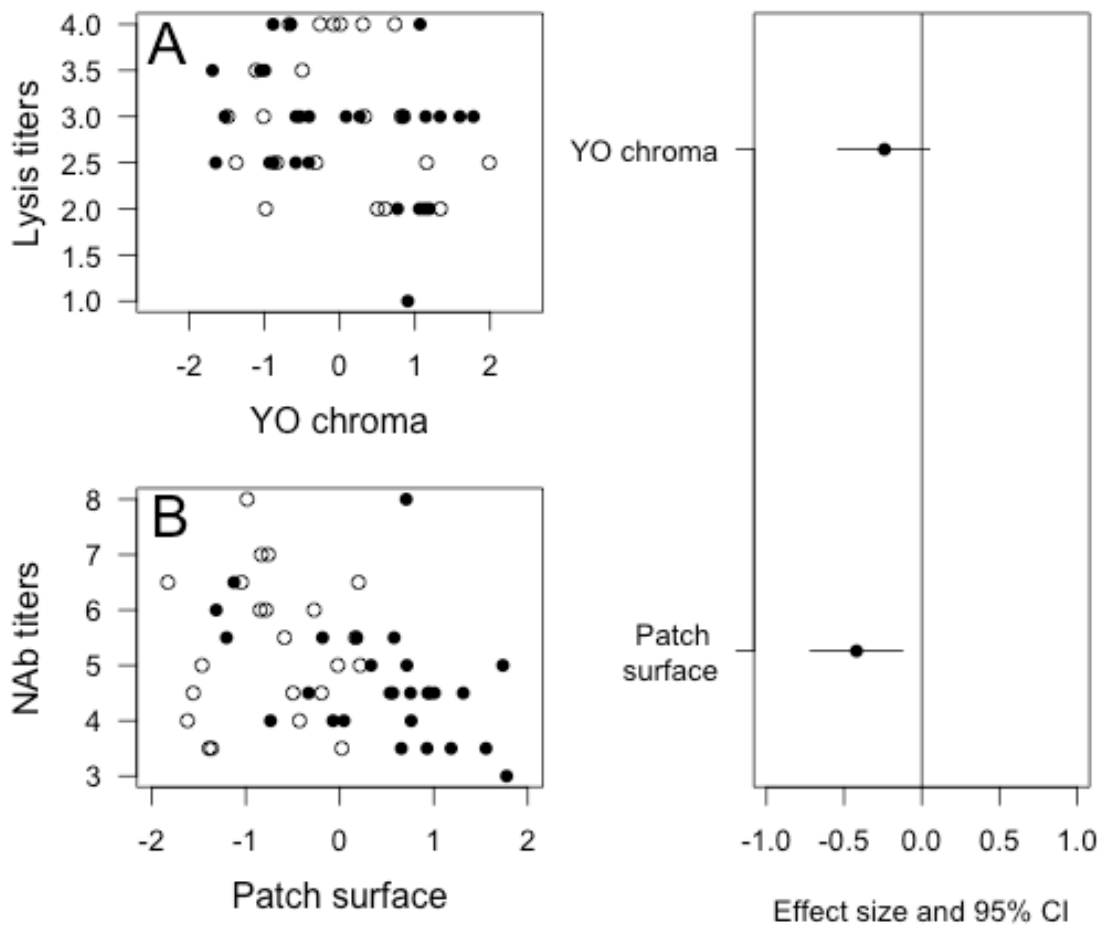 A
Lysis titers
4.0
3.5
3.0
2.5
2.0
1.5
1.0
-2 -1 0 1 2
YO chroma
B
NAb titers
8
7
6
5
4
3
-2 -1 0 1 2
Patch surface
YO chroma
Patch
surface
-1.0 -0.5 0.0 0.5 1.0
Effect size and 95% CI